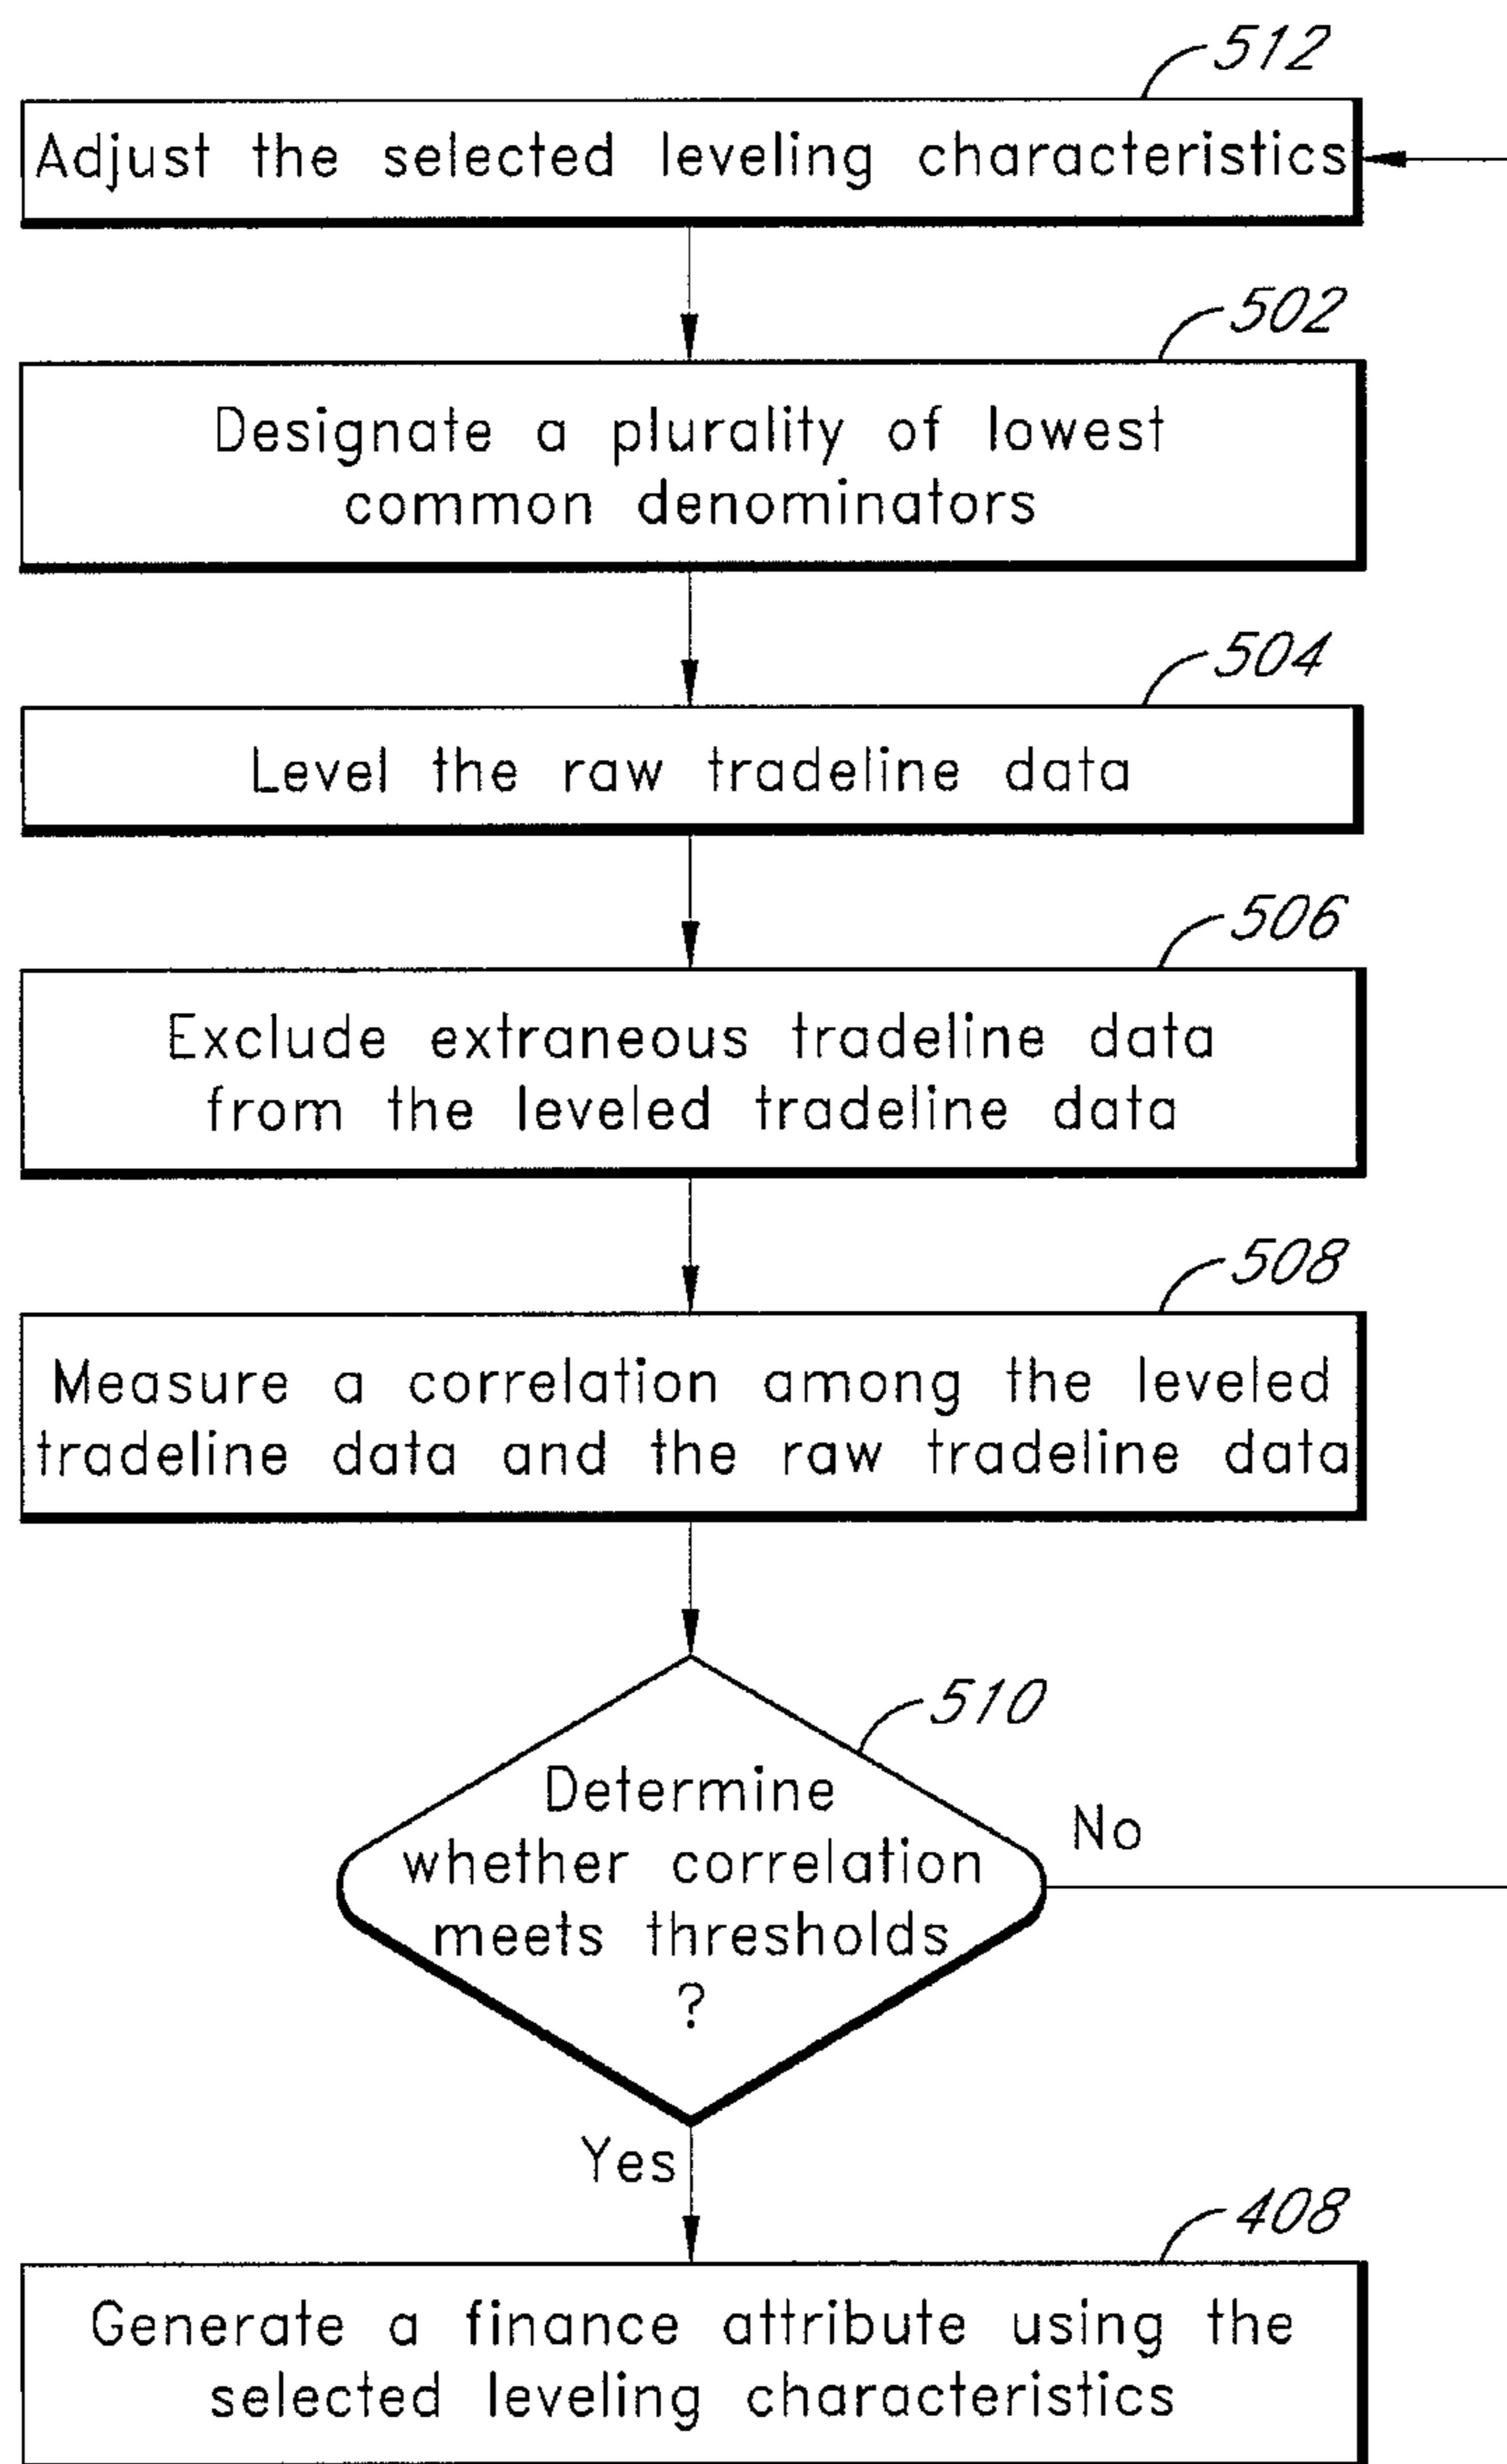 512
Adjust the selected leveling characteristics
502
Designate a plurality of lowest
common denominators
504
Level the raw tradeline data
506
Exclude extraneous tradeline data
from the leveled tradeline data
508
Measure a correlation among the leveled
tradeline data and the raw tradeline data
510
Determine
whether correlation
meets thresholds
?
No
Yes
408
Generate a finance attribute using the
selected leveling characteristics